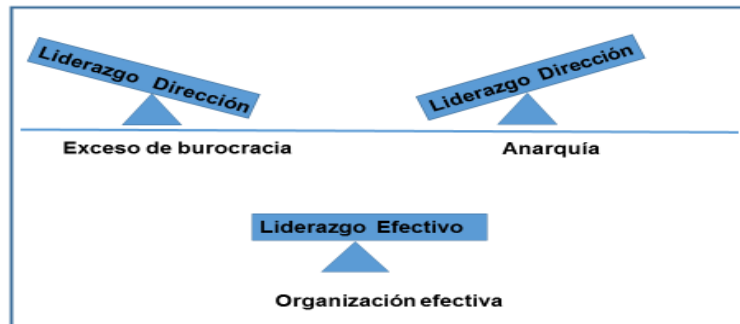 Liderazgo Dirección
Liderazgo Dirección
Exceso de burocracia
Anarquía
Liderazgo Efectivo
Organización efectiva